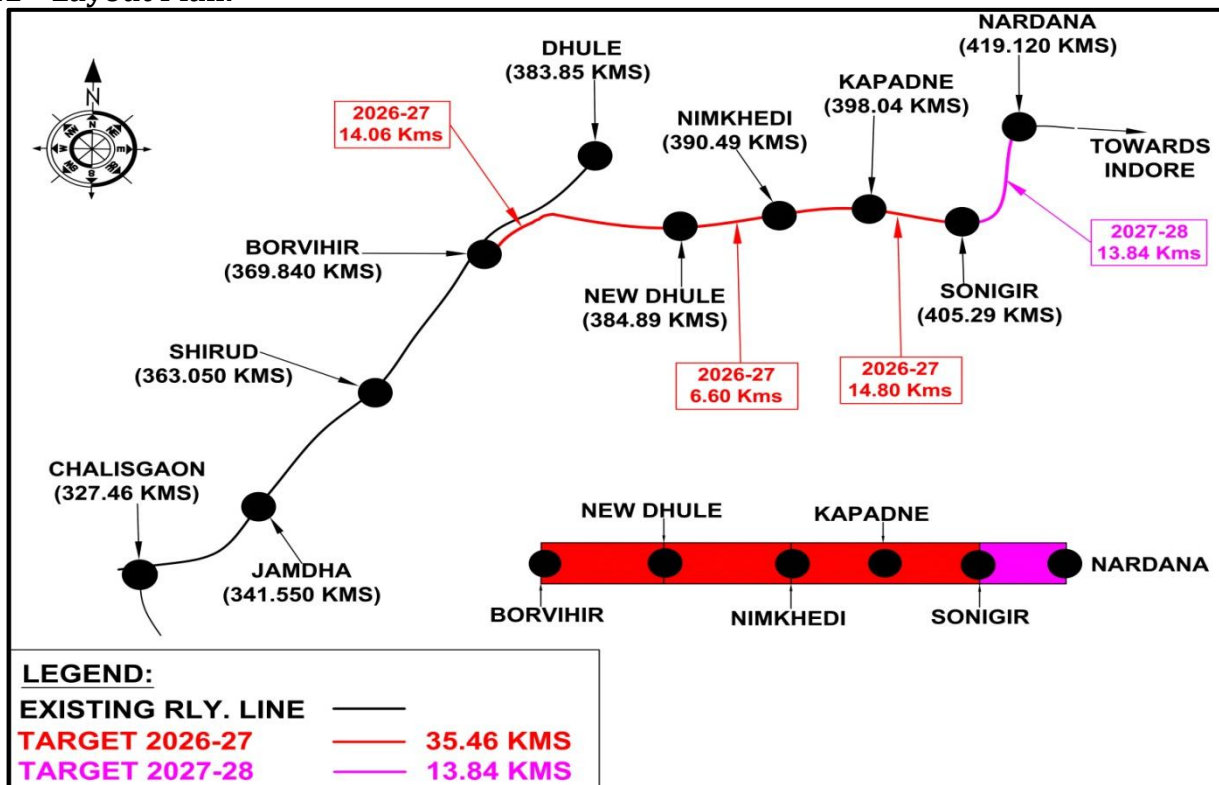 DHULE
(383.85 KMS)
NARDANA
(419.120 KMS)
KAPADNE
(398.04 KMS)
NIMKHEDI
(390.49 KMS)
2026-27
14.06 Kms
TOWARDS
INDORE
N
NE
E
S
W
NW
BORVIHIR
(369.840 KMS)
2027-28
13.84 Kms
NEW DHULE
(384.89 KMS)
SONIGIR
(405.29 KMS)
SHIRUD
(363.050 KMS)
2026-27
6.60 Kms
2026-27
14.80 Kms
CHALISGAON
(327.46 KMS)
JAMDHA
(341.550 KMS)
NEW DHULE
KAPADNE
NARDANA
BORVIHIR
NIMKHEDI
SONIGIR
LEGEND:
EXISTING RLY. LINE
TARGET 2026-27 35.46 KMS
TARGET 2027-28 13.84 KMS